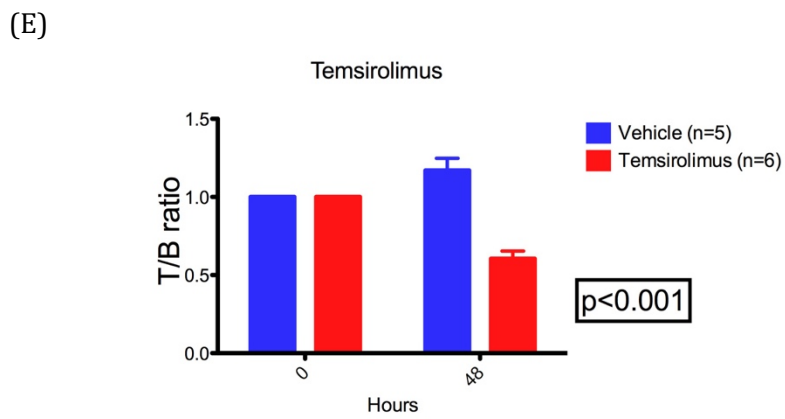 (E)
Temsirolimus
1.5
1.0
0.5
0.0
T/B ratio
0
48
Hours
Vehicle (n=5)
Temsirolimus (n=6)
p<0.001